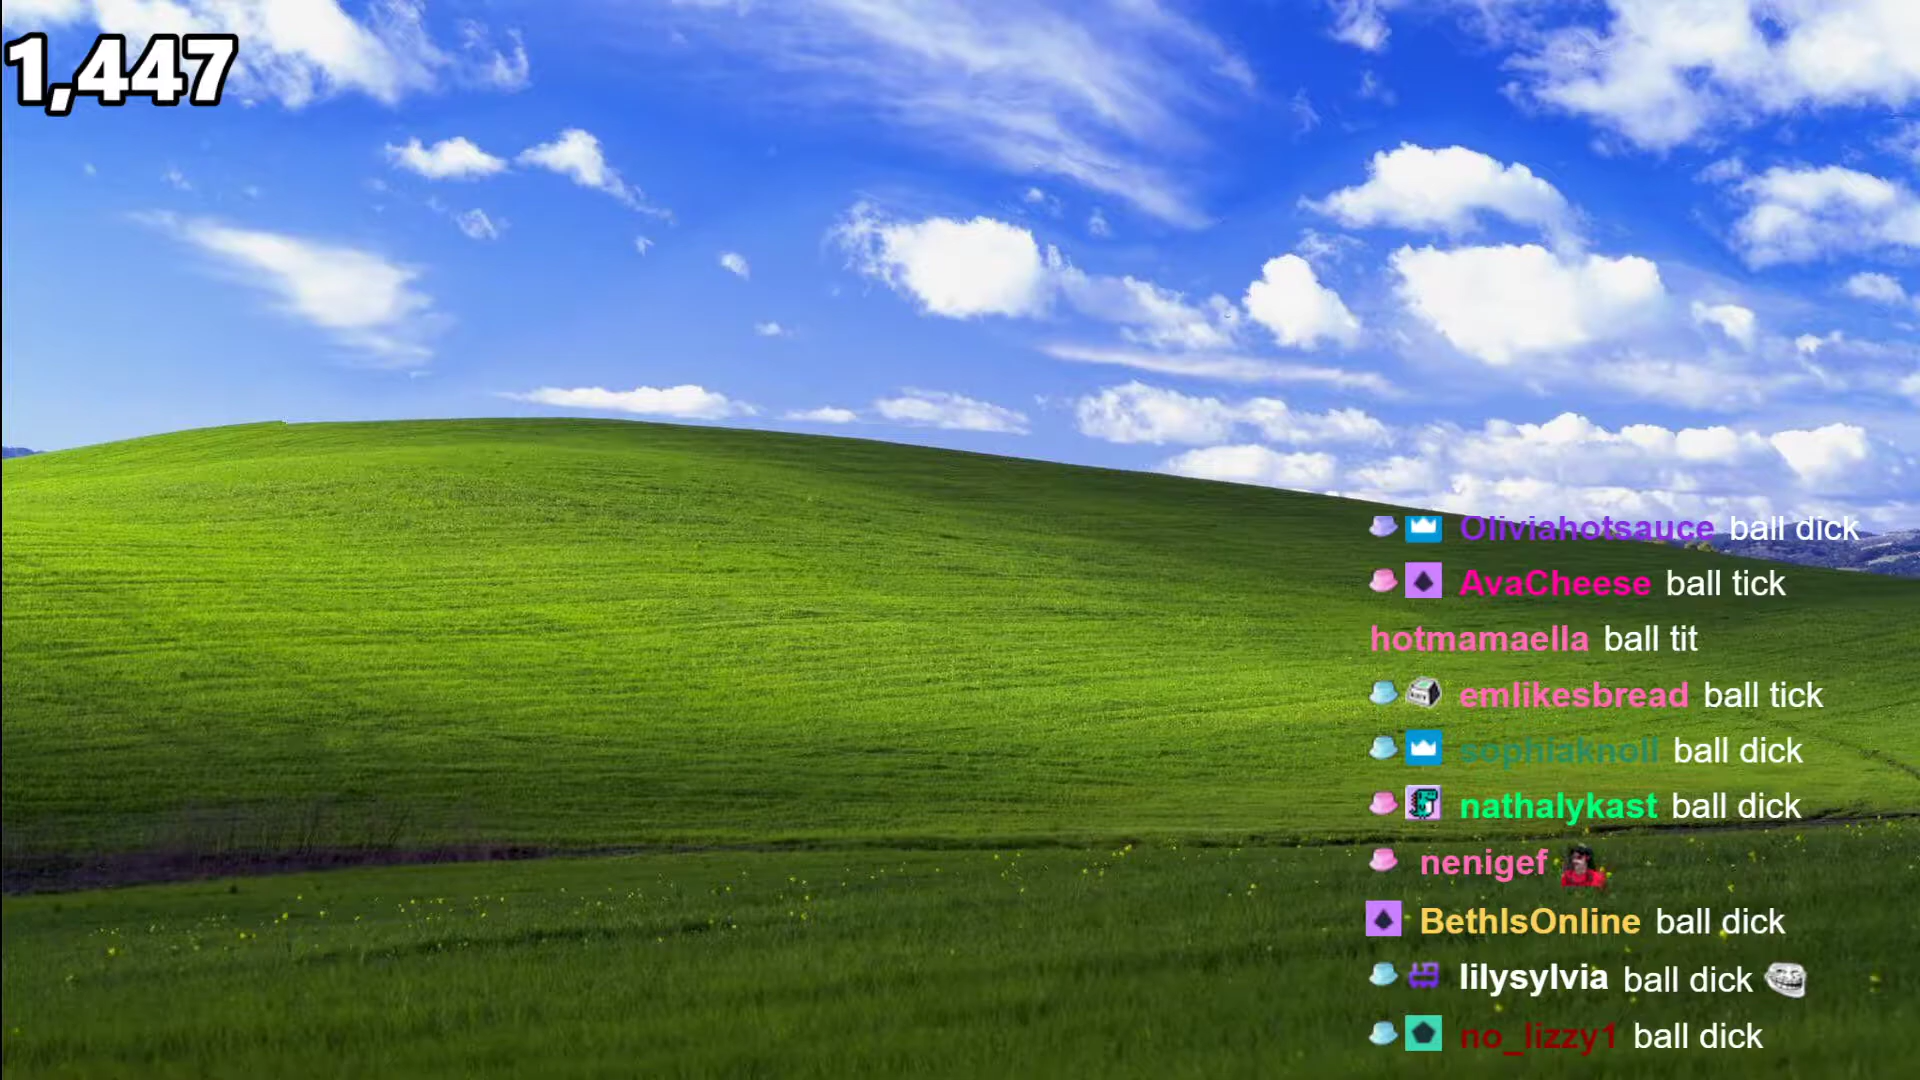 1,447
Oliviahotsauce ball dick
AvaCheese ball tick
hotmamaella ball tit
emlikesbread ball tick
sophiaknoll ball dick
nathalykast ball dick
nenigef
BethIsOnline ball dick
lilysylvia ball dick
no_lizzy1 ball dick